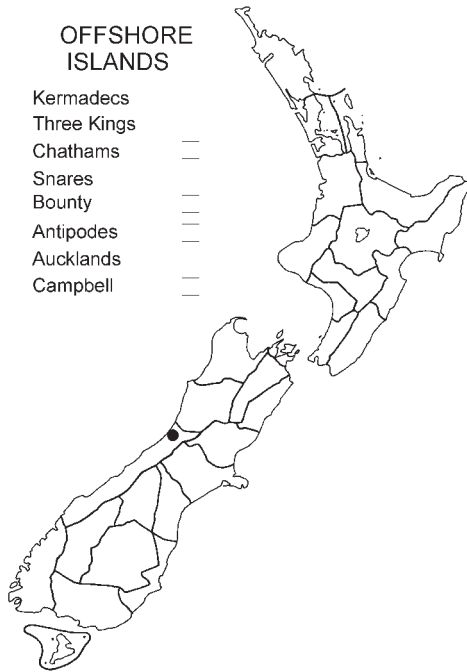 OFFSHORE
ISLANDS
Kermadecs
Three Kings
Chathams
Snares
Bounty
Antipodes
Aucklands
Campbell